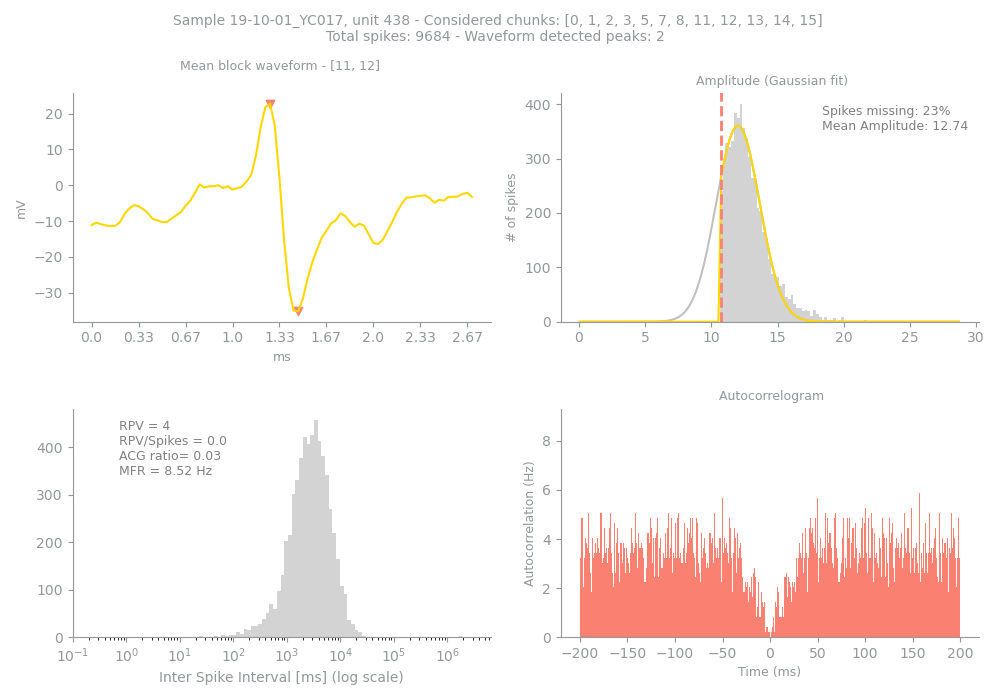 Sample 19-10-01_YC017, unit 438 - Considered chunks: [0, 1, 2, 3, 5, 7, 8, 11, 12, 13, 14, 15]
Total spikes: 9684 - Waveform detected peaks: 2
Mean block waveform - [11, 12]
mV
20
10
0
−10
−20
−30
0.0 0.33 0.67 1.0 1.33 1.67 2.0 2.33 2.67
ms
Amplitude (Gaussian fit)
Spikes missing: 23%
Mean Amplitude: 12.74
# of spikes
400
300
200
100
0
0 5 10 15 20 25 30
RPV = 4
RPV/Spikes = 0.0
ACG ratio= 0.03
MFR = 8.52 Hz
400
300
200
100
0
10⁻¹ 10⁰ 10¹ 10² 10³ 10⁴ 10⁵ 10⁶
Inter Spike Interval [ms] (log scale)
Autocorrelogram
Autocorrelation (Hz)
8
6
4
2
0
−200 −150 −100 −50 0 50 100 150 200
Time (ms)